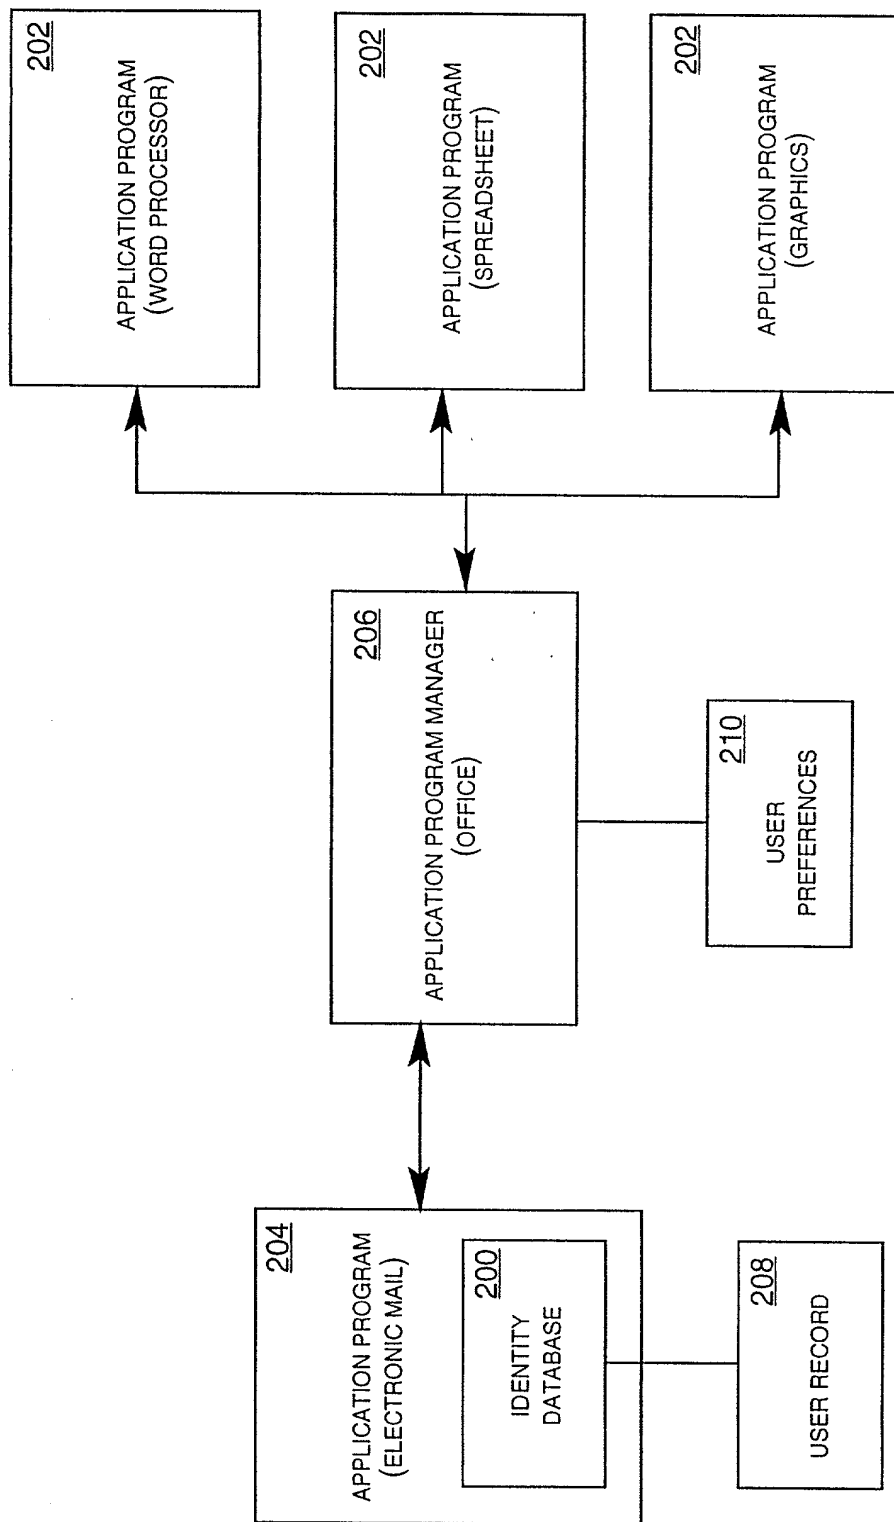 204
APPLICATION PROGRAM
(ELECTRONIC MAIL)
200
IDENTITY
DATABASE
208
USER RECORD
206
APPLICATION PROGRAM MANAGER
(OFFICE)
210
USER
PREFERENCES
202
APPLICATION PROGRAM
(WORD PROCESSOR)
202
APPLICATION PROGRAM
(SPREADSHEET)
202
APPLICATION PROGRAM
(GRAPHICS)